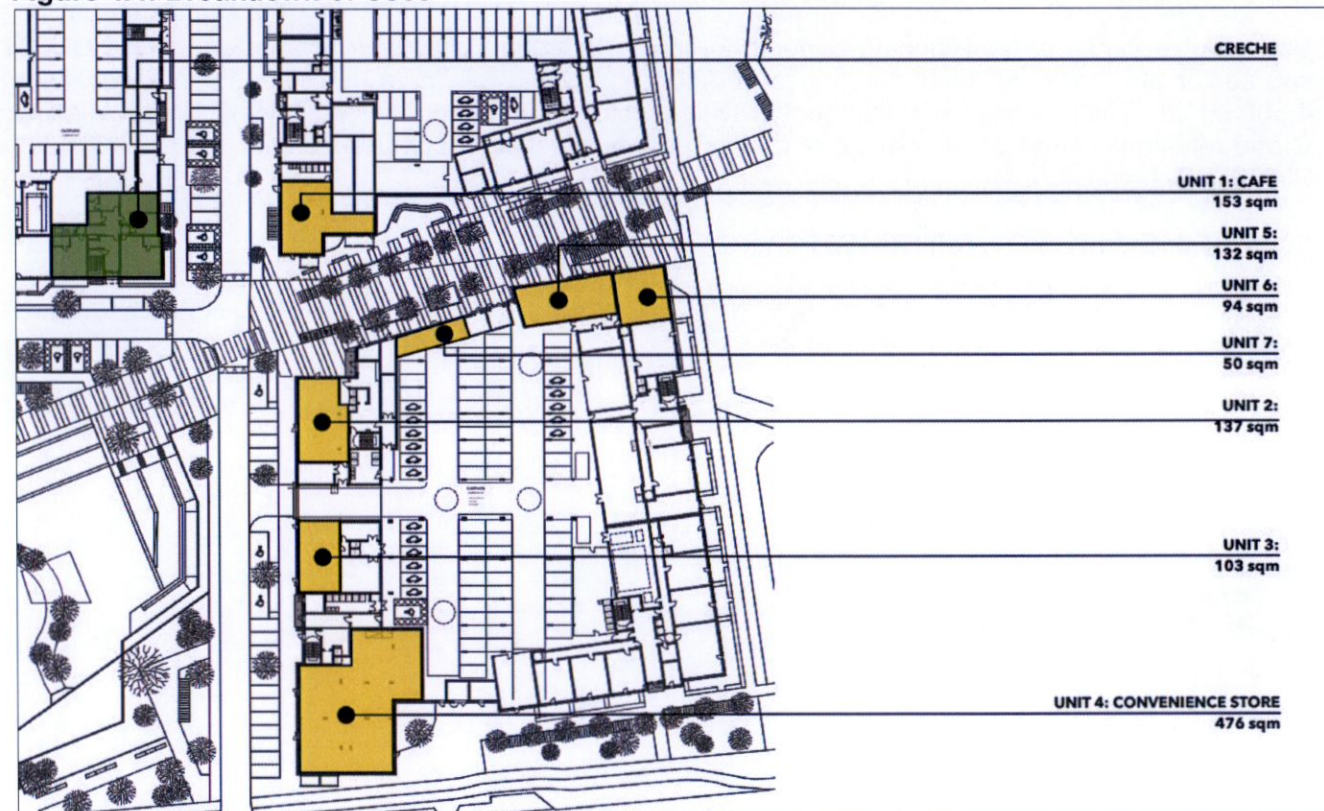 CRECHE
UNIT 1: CAFE
153 sqm
UNIT 5:
132 sqm
UNIT 6:
94 sqm
UNIT 7:
50 sqm
UNIT 2:
137 sqm
UNIT 3:
103 sqm
UNIT 4: CONVENIENCE STORE
476 sqm